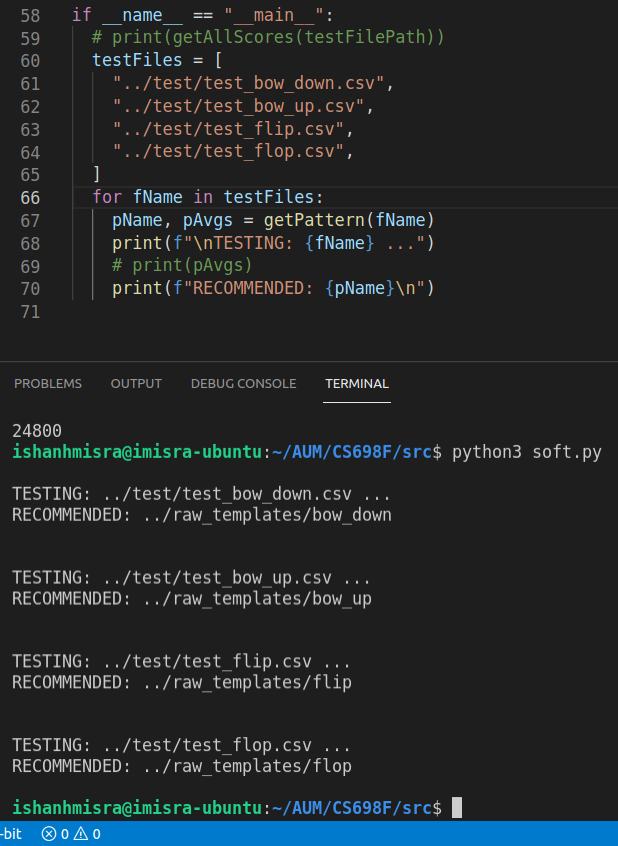 58 if __name__ == "__main__":
59 # print(getAllScores(testFilePath))
60 testFiles = [
61 "../test/test_bow_down.csv",
62 "../test/test_bow_up.csv",
63 "../test/test_flip.csv",
64 "../test/test_flop.csv",
65 ]
66 for fName in testFiles:
67 pName, pAvgs = getPattern(fName)
68 print(f"\nTESTING: {fName} ...")
69 # print(pAvgs)
70 print(f"RECOMMENDED: {pName}\n")
71
PROBLEMS OUTPUT DEBUG CONSOLE TERMINAL
24800
ishanhmisra@imisra-ubuntu:~/AUM/CS698F/src$ python3 soft.py
TESTING: ../test/test_bow_down.csv ...
RECOMMENDED: ../raw_templates/bow_down
TESTING: ../test/test_bow_up.csv ...
RECOMMENDED: ../raw_templates/bow_up
TESTING: ../test/test_flip.csv ...
RECOMMENDED: ../raw_templates/flip
TESTING: ../test/test_flop.csv ...
RECOMMENDED: ../raw_templates/flop
ishanhmisra@imisra-ubuntu:~/AUM/CS698F/src$
-bit 0 0